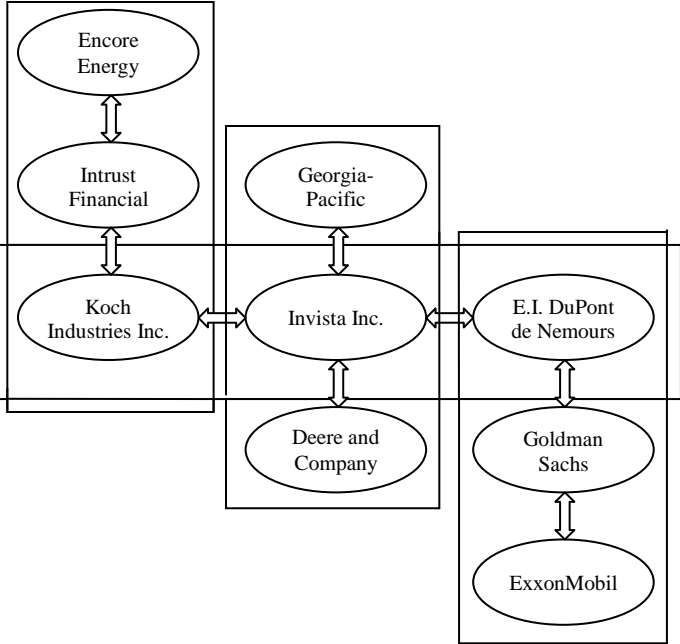 Encore
Energy
Intrust
Financial
Georgia-
Pacific
Koch
Industries Inc.
Invista Inc.
E.I. DuPont
de Nemours
Deere and
Company
Goldman
Sachs
ExxonMobil